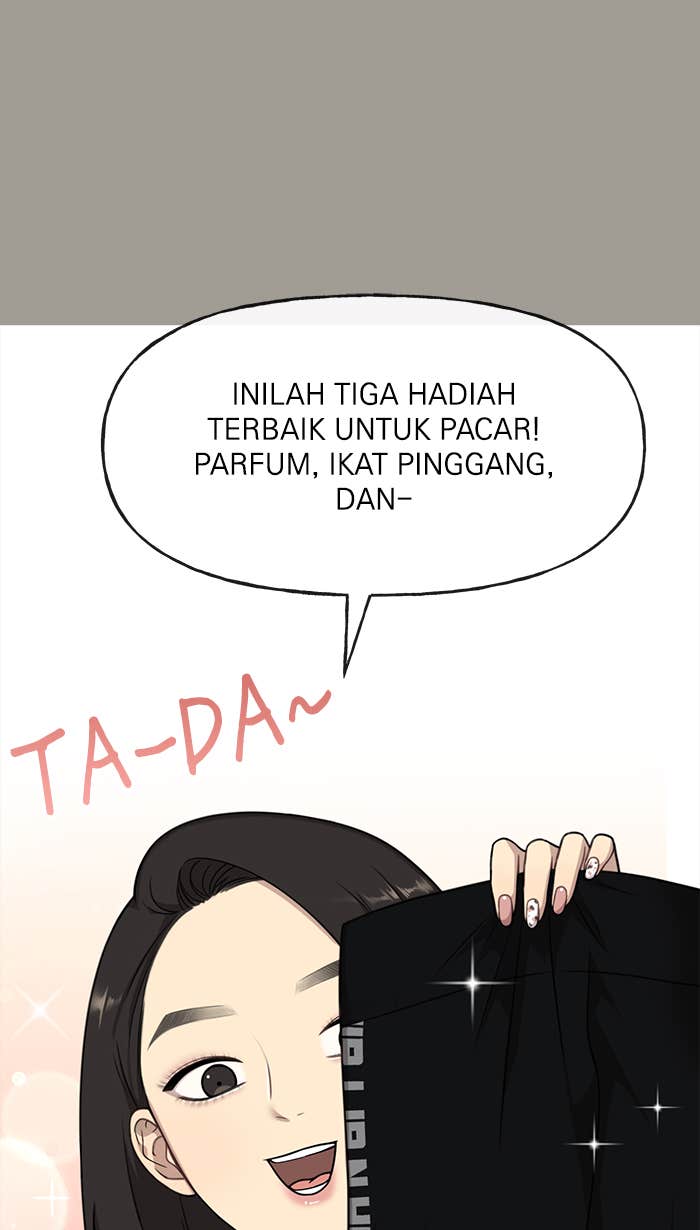 INILAH TIGA HADIAH
TERBAIK UNTUK PACAR!
PARFUM, IKAT PINGGANG,
DAN-
TA-DA~